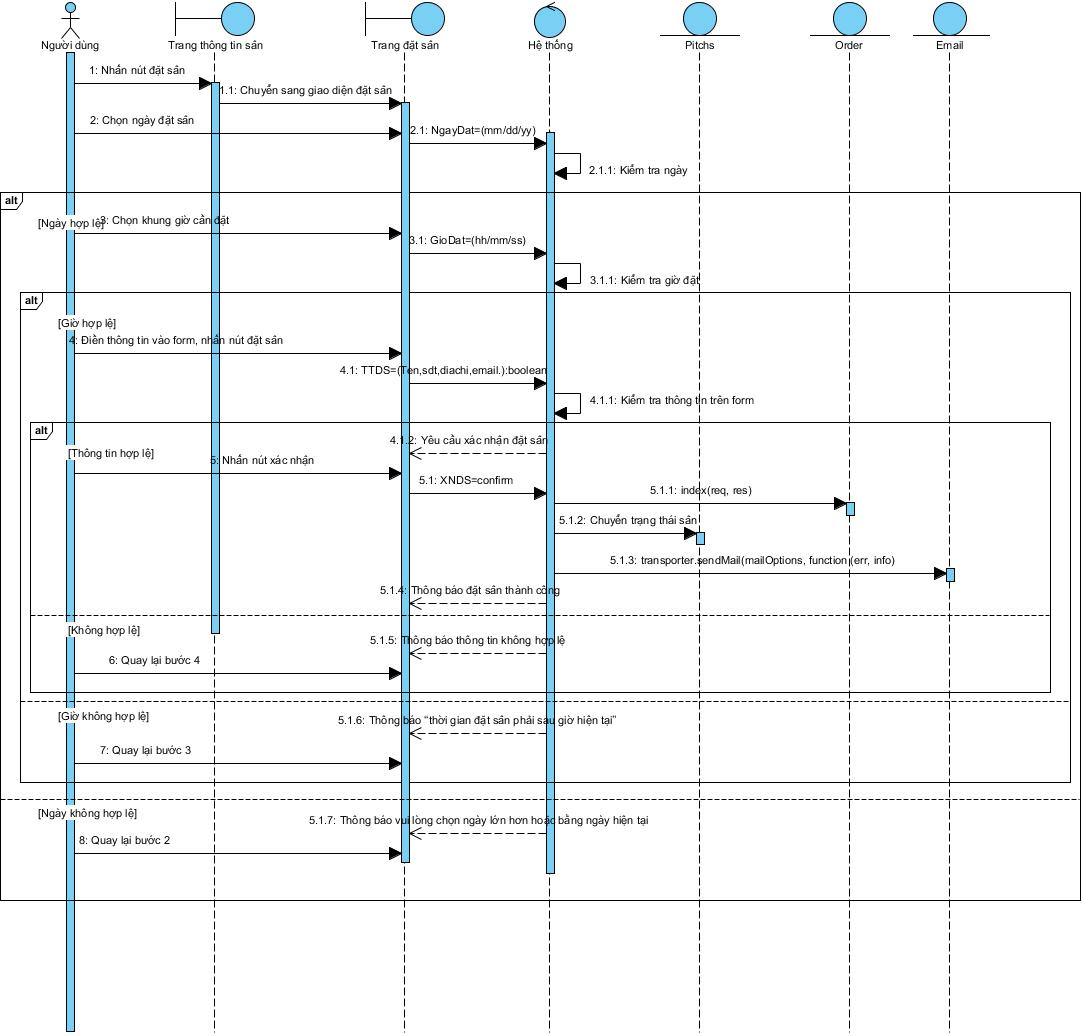 Người dùng
Trang thông tin sân
Trang đặt sân
Hệ thống
Pitchs
Order
Email
1: Nhấn nút đặt sân
1.1: Chuyển sang giao diện đặt sân
2: Chọn ngày đặt sân
2.1: NgayDat=(mm/dd/yy)
2.1.1: Kiểm tra ngày
alt
[Ngày hợp lệ]
3: Chọn khung giờ cần đặt
3.1: GioDat=(hh/mm/ss)
3.1.1: Kiểm tra giờ đặt
alt
[Giờ hợp lệ]
4: Điền thông tin vào form, nhấn nút đặt sân
4.1: TTDS=(Ten,sdt,diachi,email.):boolean
4.1.1: Kiểm tra thông tin trên form
alt
4.1.2: Yêu cầu xác nhận đặt sân
[Thông tin hợp lệ]
5: Nhấn nút xác nhận
5.1: XNDS=confirm
5.1.1: index(req, res)
5.1.2: Chuyển trạng thái sân
5.1.3: transporter.sendMail(mailOptions, function (err, info)
5.1.4: Thông báo đặt sân thành công
[Không hợp lệ]
5.1.5: Thông báo thông tin không hợp lệ
6: Quay lại bước 4
[Giờ không hợp lệ]
5.1.6: Thông báo “thời gian đặt sân phải sau giờ hiện tại”
7: Quay lại bước 3
[Ngày không hợp lệ]
5.1.7: Thông báo vui lòng chọn ngày lớn hơn hoặc bằng ngày hiện tại
8: Quay lại bước 2